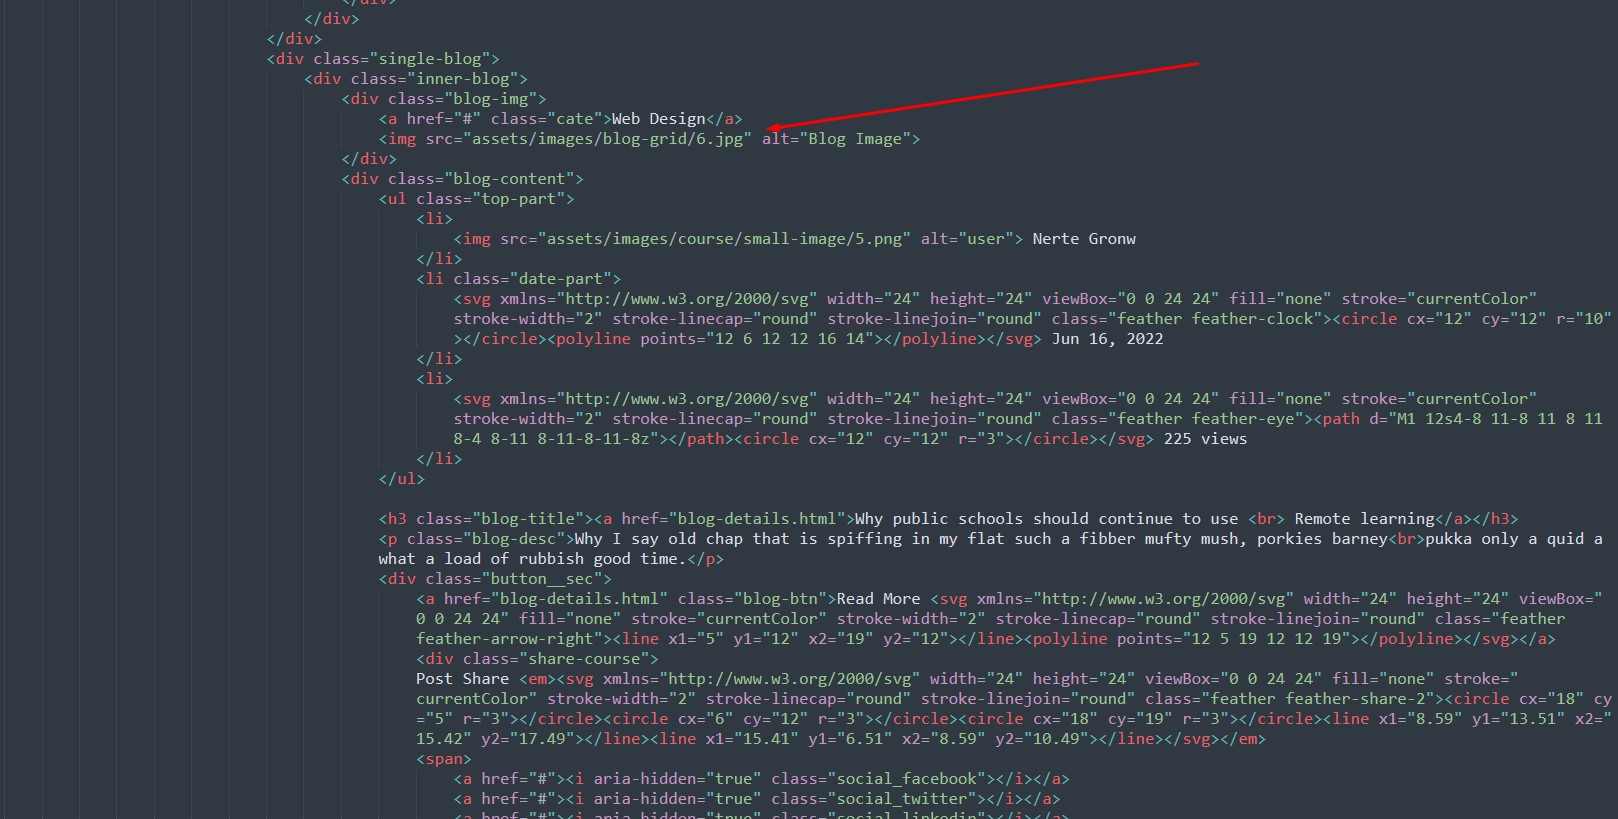 </div>
</div>
</div>
<div class="single-blog">
<div class="inner-blog">
<div class="blog-img">
<a href="#" class="cate">Web Design</a>
<img src="assets/images/blog-grid/6.jpg" alt="Blog Image">
</div>
<div class="blog-content">
<ul class="top-part">
<li>
<img src="assets/images/course/small-image/5.png" alt="user"> Nerte Gronw
</li>
<li class="date-part">
<svg xmlns="http://www.w3.org/2000/svg" width="24" height="24" viewBox="0 0 24 24" fill="none" stroke="currentColor"
stroke-width="2" stroke-linecap="round" stroke-linejoin="round" class="feather feather-clock"><circle cx="12" cy="12" r="10"
></circle><polyline points="12 6 12 12 16 14"></polyline></svg> Jun 16, 2022
</li>
<li>
<svg xmlns="http://www.w3.org/2000/svg" width="24" height="24" viewBox="0 0 24 24" fill="none" stroke="currentColor"
stroke-width="2" stroke-linecap="round" stroke-linejoin="round" class="feather feather-eye"><path d="M1 12s4-8 11-8 11 8 11
8-4 8-11 8-11-8-11-8z"></path><circle cx="12" cy="12" r="3"></circle></svg> 225 views
</li>
</ul>
<h3 class="blog-title"><a href="blog-details.html">Why public schools should continue to use <br> Remote learning</a></h3>
<p class="blog-desc">Why I say old chap that is spiffing in my flat such a fibber mufty mush, porkies barney<br>pukka only a quid a
what a load of rubbish good time.</p>
<div class="button__sec">
<a href="blog-details.html" class="blog-btn">Read More <svg xmlns="http://www.w3.org/2000/svg" width="24" height="24" viewBox="
0 0 24 24" fill="none" stroke="currentColor" stroke-width="2" stroke-linecap="round" stroke-linejoin="round" class="feather
feather-arrow-right"><line x1="5" y1="12" x2="19" y2="12"></line><polyline points="12 5 19 12 12 19"></polyline></svg></a>
<div class="share-course">
Post Share <em><svg xmlns="http://www.w3.org/2000/svg" width="24" height="24" viewBox="0 0 24 24" fill="none" stroke="
currentColor" stroke-width="2" stroke-linecap="round" stroke-linejoin="round" class="feather feather-share-2"><circle cx="18" cy
="5" r="3"></circle><circle cx="6" cy="12" r="3"></circle><circle cx="18" cy="19" r="3"></circle><line x1="8.59" y1="13.51" x2="
15.42" y2="17.49"></line><line x1="15.41" y1="6.51" x2="8.59" y2="10.49"></line></svg></em>
<span>
<a href="#"><i aria-hidden="true" class="social_facebook"></i></a>
<a href="#"><i aria-hidden="true" class="social_twitter"></i></a>
<a href="#"><i aria-hidden="true" class="social_linkedin"></i></a>